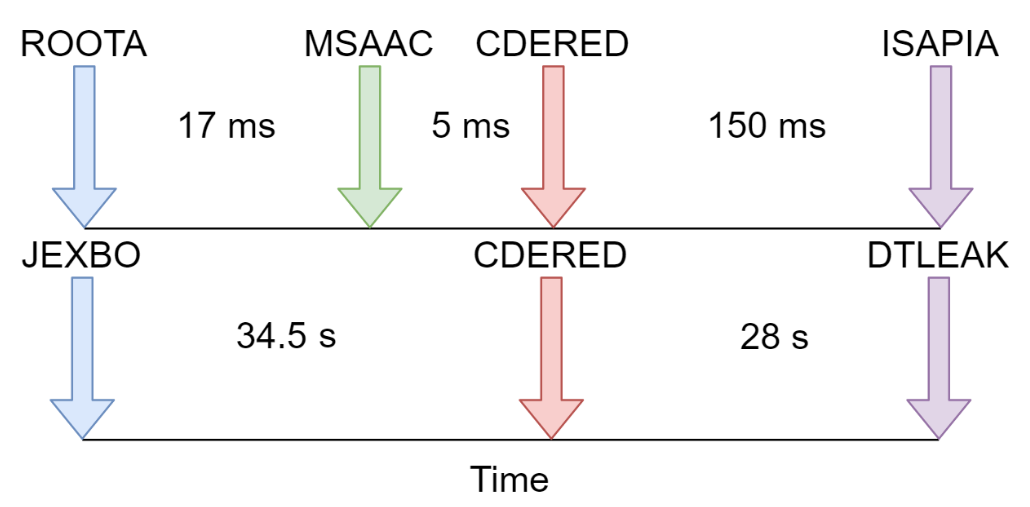 ROOTA MSAAC CDERED ISAPIA
17 ms 5 ms 150 ms
JEXBO CDERED DTLEAK
34.5 s 28 s
Time